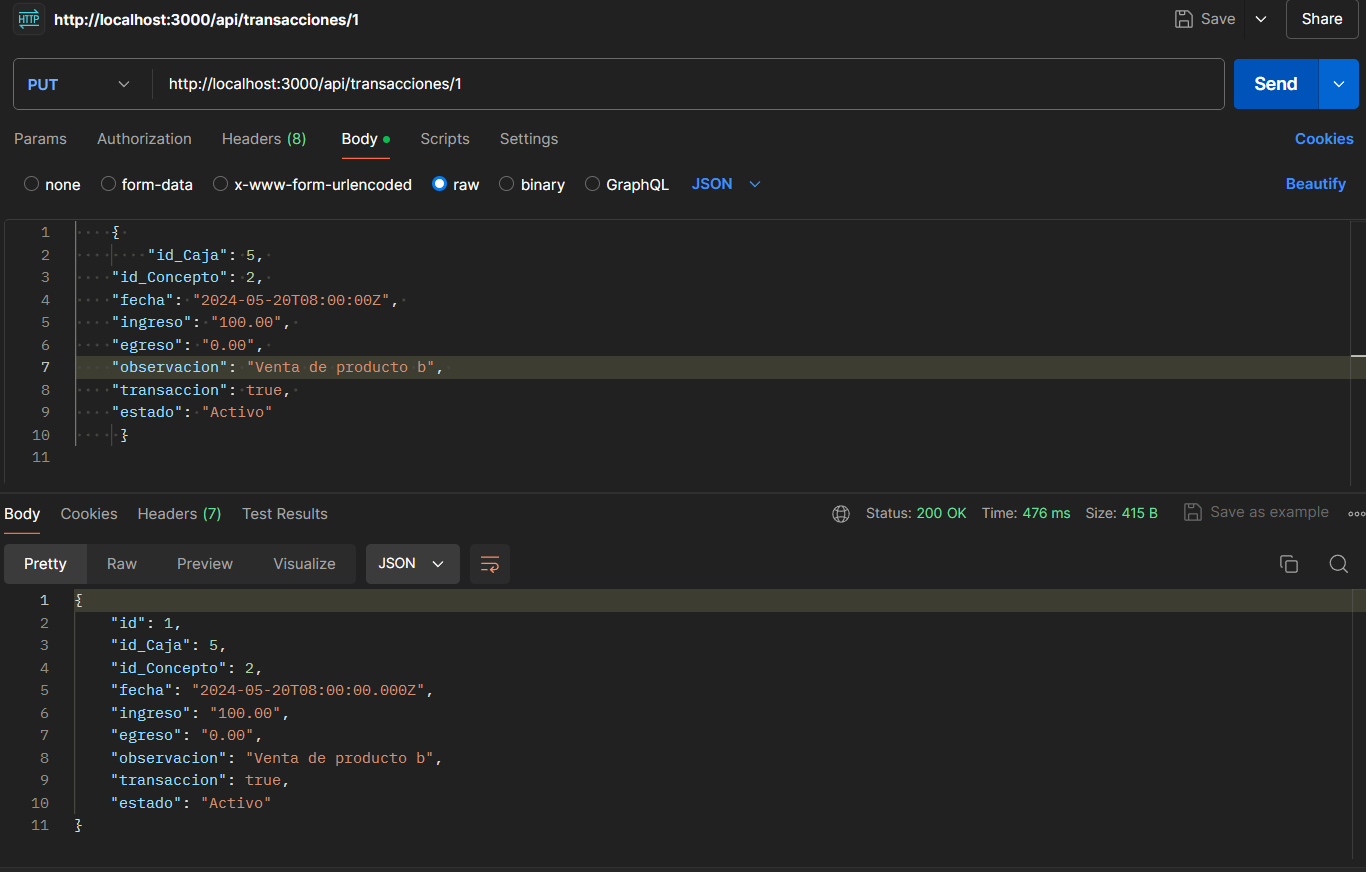 HTTP http://localhost:3000/api/transacciones/1 Save Share
PUT http://localhost:3000/api/transacciones/1 Send
Params Authorization Headers (8) Body Scripts Settings Cookies
none form-data x-www-form-urlencoded raw binary GraphQL JSON Beautify
1 {
2 "id_Caja": 5,
3 "id_Concepto": 2,
4 "fecha": "2024-05-20T08:00:00Z",
5 "ingreso": "100.00",
6 "egreso": "0.00",
7 "observacion": "Venta de producto b",
8 "transaccion": true,
9 "estado": "Activo"
10 }
11
Body Cookies Headers (7) Test Results Status: 200 OK Time: 476 ms Size: 415 B Save as example
Pretty Raw Preview Visualize JSON
1 {
2 "id": 1,
3 "id_Caja": 5,
4 "id_Concepto": 2,
5 "fecha": "2024-05-20T08:00:00.000Z",
6 "ingreso": "100.00",
7 "egreso": "0.00",
8 "observacion": "Venta de producto b",
9 "transaccion": true,
10 "estado": "Activo"
11 }